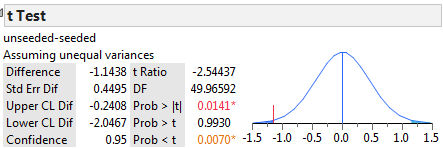 t Test
unseeded-seeded
Assuming unequal variances
Difference -1.1438 t Ratio -2.54437
Std Err Dif 0.4495 DF 49.96592
Upper CL Dif -0.2408 Prob > |t| 0.0141*
Lower CL Dif -2.0467 Prob > t 0.9930
Confidence 0.95 Prob < t 0.0070*
-1.5 -1.0 -0.5 0.0 0.5 1.0 1.5